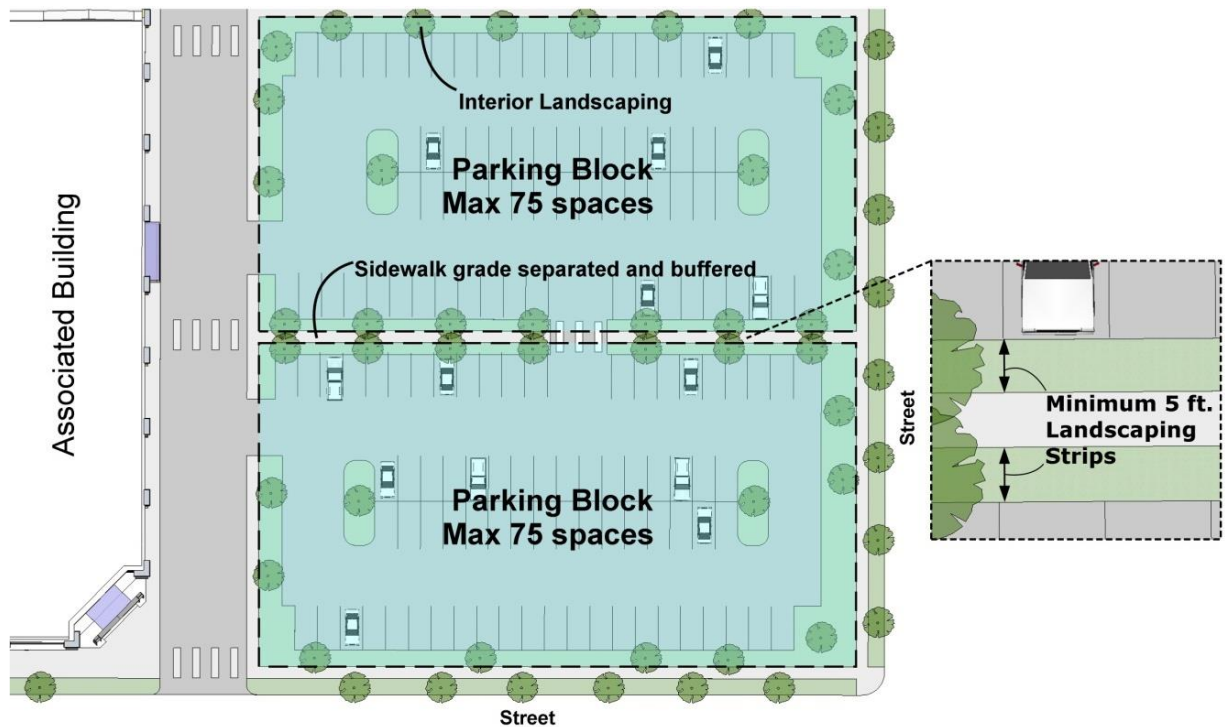 Interior Landscaping
Parking Block
Max 75 spaces
Associated Building
Sidewalk grade separated and buffered
Street
Minimum 5 ft.
Landscaping
Strips
Parking Block
Max 75 spaces
Street